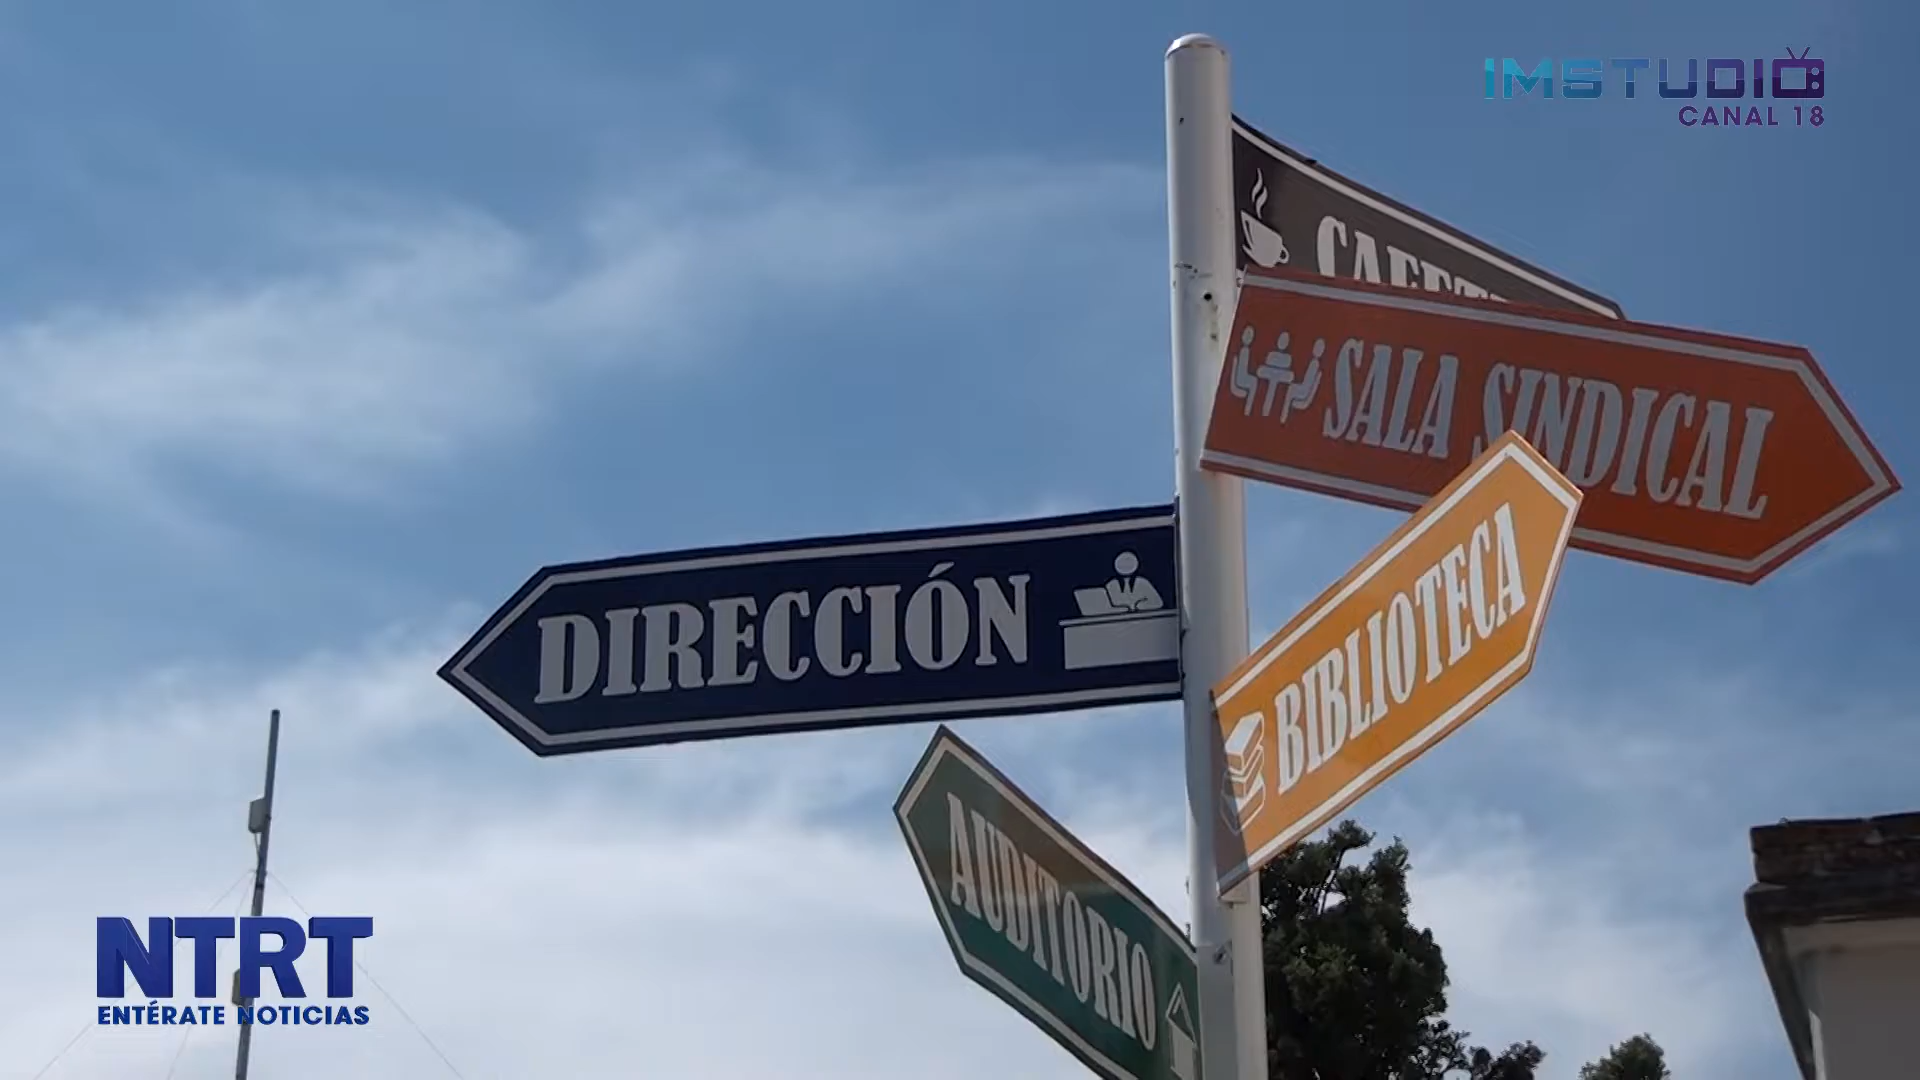 IMSTUDIO
CANAL 18
SALA SINDICAL
DIRECCIÓN
BIBLIOTECA
AUDITORIO
NTRT
ENTÉRATE NOTICIAS